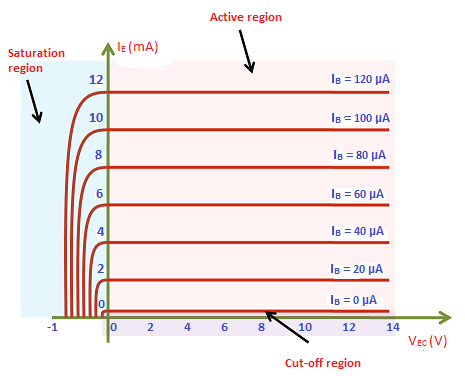 Active region
Saturation
region
IE (mA)
12
IB = 120 µA
10
IB = 100 µA
8
IB = 80 µA
6
IB = 60 µA
4
IB = 40 µA
2
IB = 20 µA
0
IB = 0 µA
-1 0 2 4 6 8 10 12 14
VEC (V)
Cut-off region